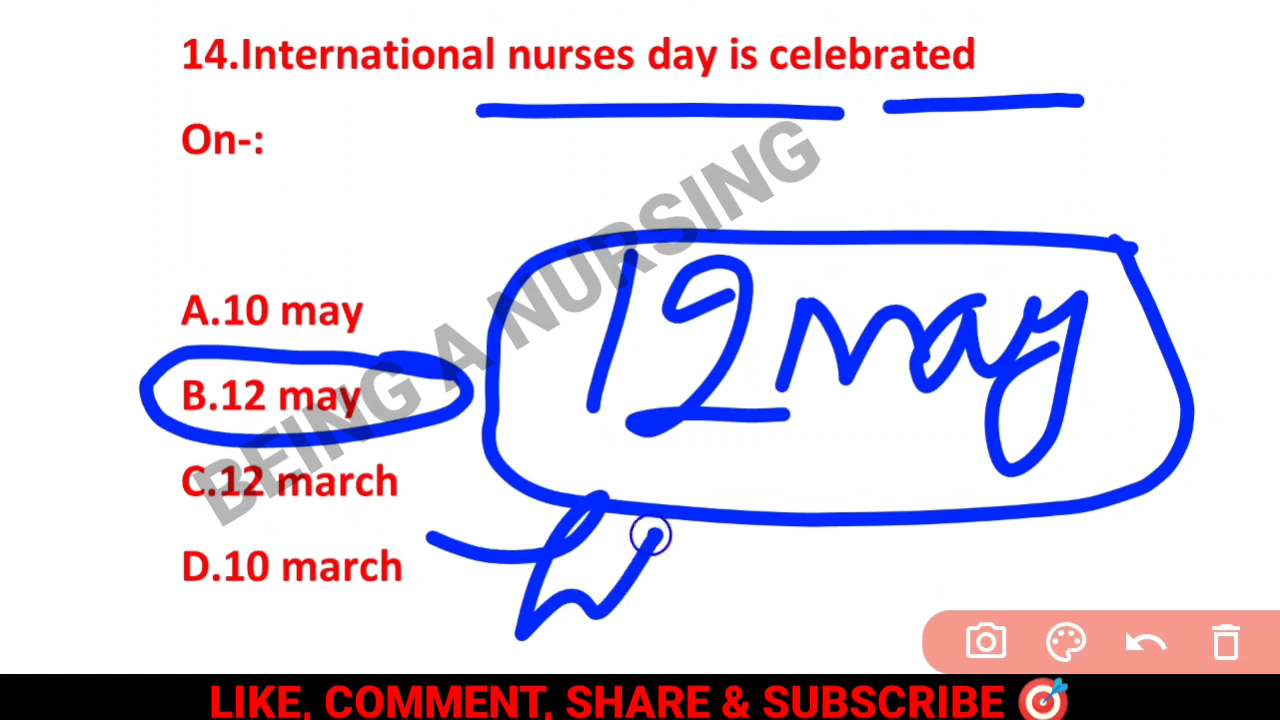 14.International nurses day is celebrated
On-:
A.10 may
B.12 may
C.12 march
D.10 march
12 may
BEING A NURSING
LIKE, COMMENT, SHARE & SUBSCRIBE 🎯